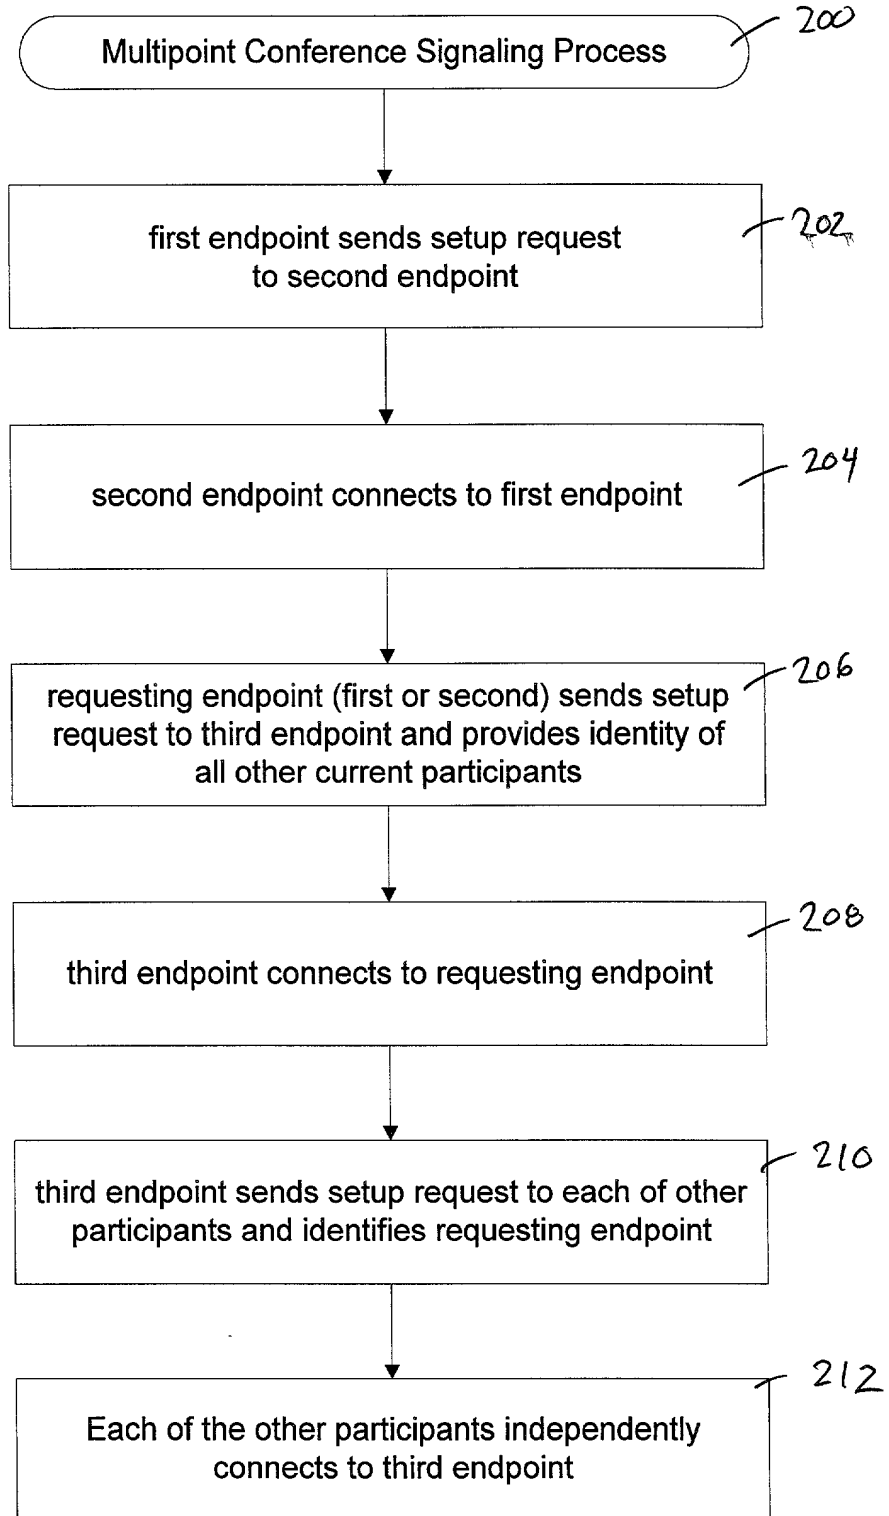 Multipoint Conference Signaling Process
200
first endpoint sends setup request
to second endpoint
202
second endpoint connects to first endpoint
204
requesting endpoint (first or second) sends setup
request to third endpoint and provides identity of
all other current participants
206
third endpoint connects to requesting endpoint
208
third endpoint sends setup request to each of other
participants and identifies requesting endpoint
210
Each of the other participants independently
connects to third endpoint
212